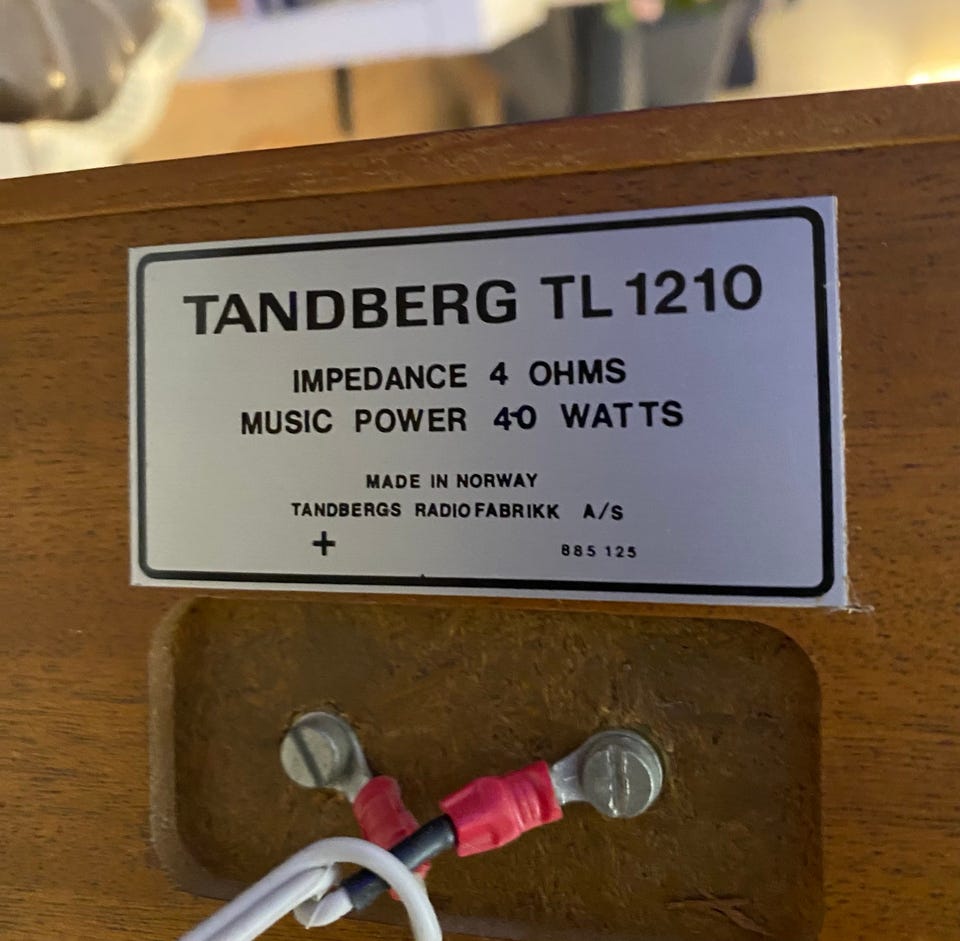 TANDBERG TL 1210
IMPEDANCE 4 OHMS
MUSIC POWER 40 WATTS
MADE IN NORWAY
TANDBERGS RADIOFABRIKK A/S
+ 885 125